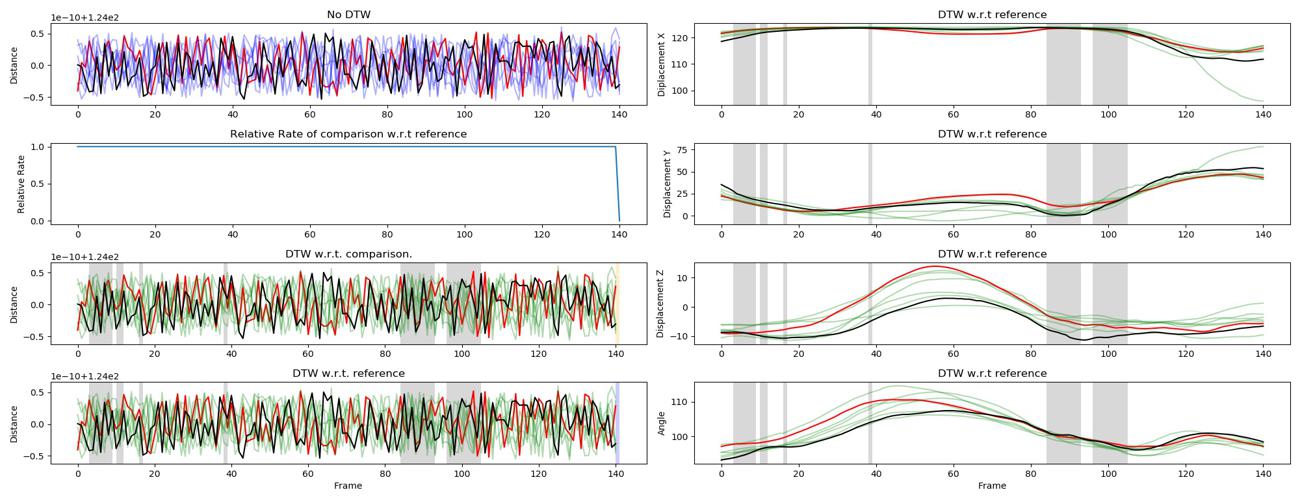 No DTW
1e−10+1.24e2
Distance
0.5
0.0
−0.5
0 20 40 60 80 100 120 140
Relative Rate of comparison w.r.t reference
Relative Rate
1.0
0.5
0.0
0 20 40 60 80 100 120 140
DTW w.r.t. comparison.
1e−10+1.24e2
Distance
0.5
0.0
−0.5
0 20 40 60 80 100 120 140
DTW w.r.t. reference
1e−10+1.24e2
Distance
0.5
0.0
−0.5
0 20 40 60 80 100 120 140
Frame
DTW w.r.t reference
Diplacement X
120
110
100
0 20 40 60 80 100 120 140
DTW w.r.t reference
Displacement Y
75
50
25
0
0 20 40 60 80 100 120 140
DTW w.r.t reference
Displacement Z
10
0
−10
0 20 40 60 80 100 120 140
DTW w.r.t reference
Angle
110
100
0 20 40 60 80 100 120 140
Frame